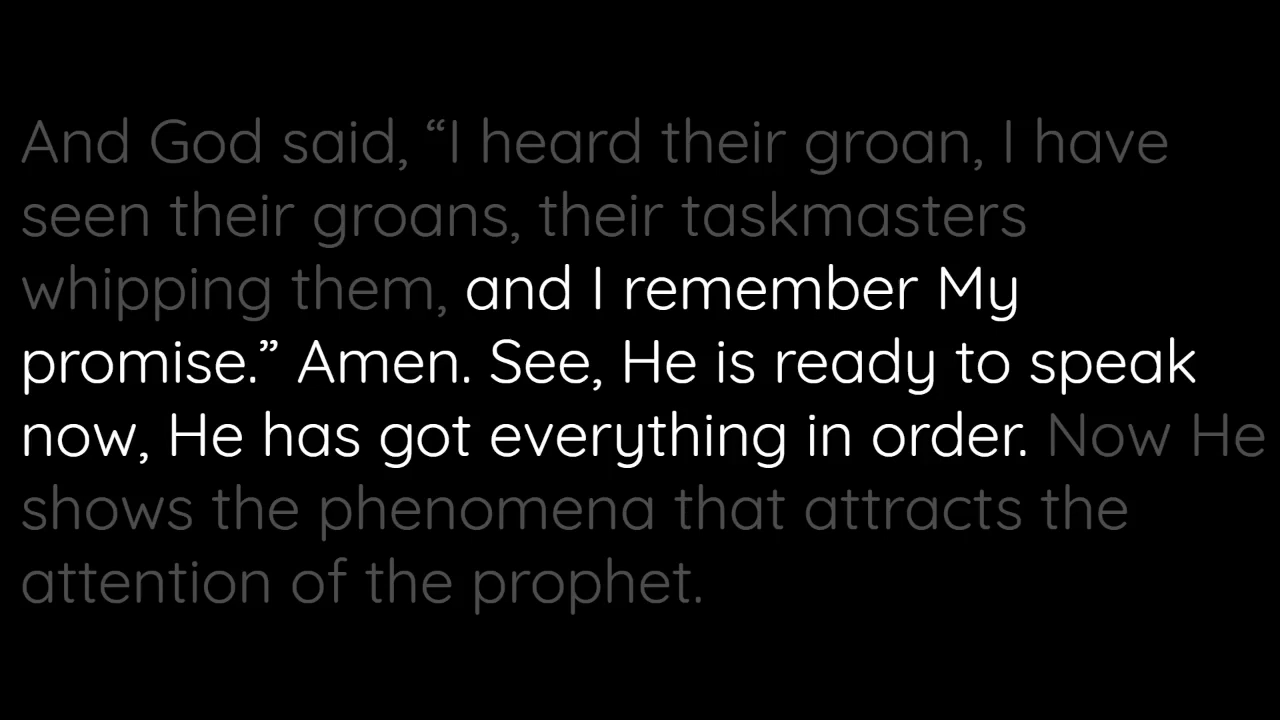 And God said, “I heard their groan, I have
seen their groans, their taskmasters
whipping them, and I remember My
promise.” Amen. See, He is ready to speak
now, He has got everything in order. Now He
shows the phenomena that attracts the
attention of the prophet.